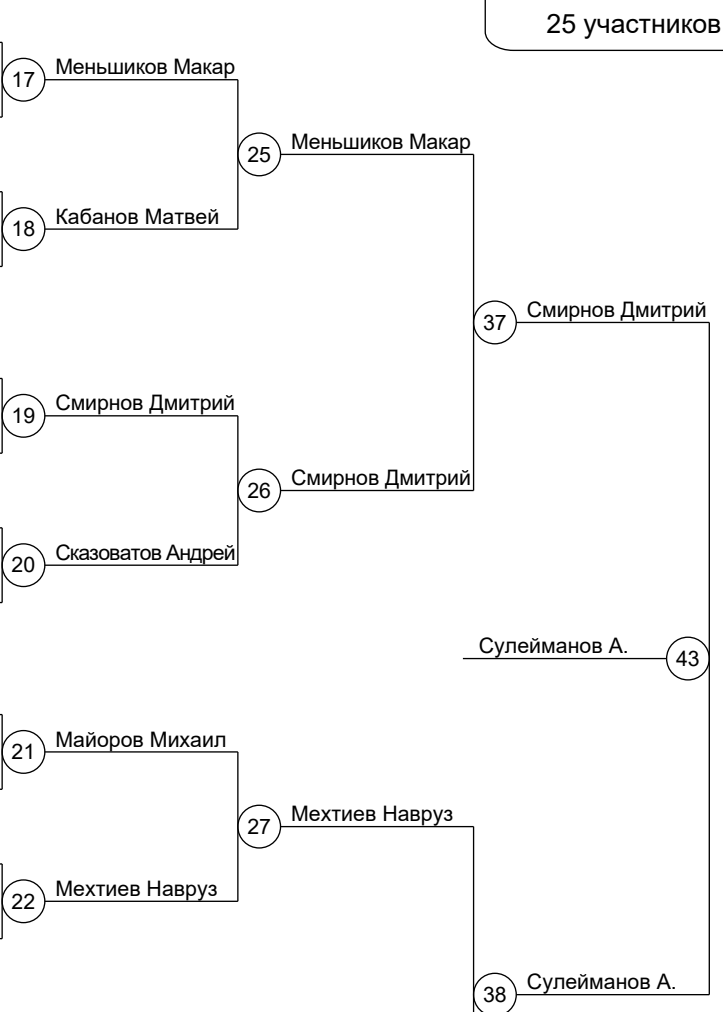 25 участников
17 Меньшиков Макар
25 Меньшиков Макар
18 Кабанов Матвей
37 Смирнов Дмитрий
19 Смирнов Дмитрий
26 Смирнов Дмитрий
20 Сказоватов Андрей
Сулейманов А. 43
21 Майоров Михаил
27 Мехтиев Навруз
22 Мехтиев Навруз
38 Сулейманов А.